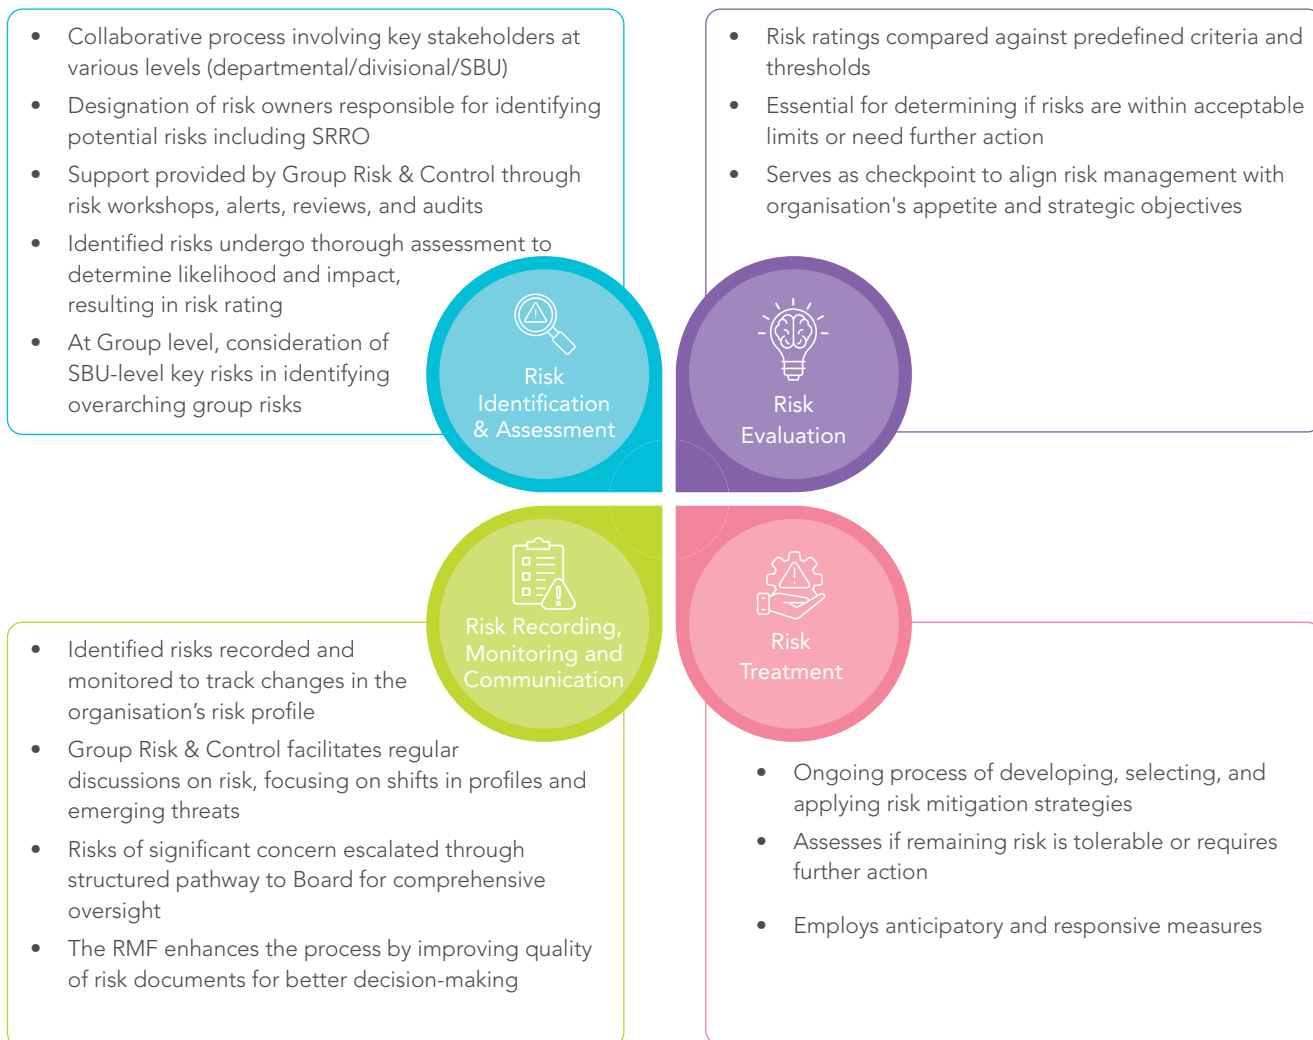 • Collaborative process involving key stakeholders at
various levels (departmental/divisional/SBU)
• Designation of risk owners responsible for identifying
potential risks including SRRO
• Support provided by Group Risk & Control through
risk workshops, alerts, reviews, and audits
• Identified risks undergo thorough assessment to
determine likelihood and impact,
resulting in risk rating
• At Group level, consideration of
SBU-level key risks in identifying
overarching group risks
Risk
Identification
& Assessment
• Risk ratings compared against predefined criteria and
thresholds
• Essential for determining if risks are within acceptable
limits or need further action
• Serves as checkpoint to align risk management with
organisation's appetite and strategic objectives
Risk
Evaluation
Risk Recording,
Monitoring and
Communication
• Identified risks recorded and
monitored to track changes in the
organisation’s risk profile
• Group Risk & Control facilitates regular
discussions on risk, focusing on shifts in profiles and
emerging threats
• Risks of significant concern escalated through
structured pathway to Board for comprehensive
oversight
• The RMF enhances the process by improving quality
of risk documents for better decision-making
Risk
Treatment
• Ongoing process of developing, selecting, and
applying risk mitigation strategies
• Assesses if remaining risk is tolerable or requires
further action
• Employs anticipatory and responsive measures